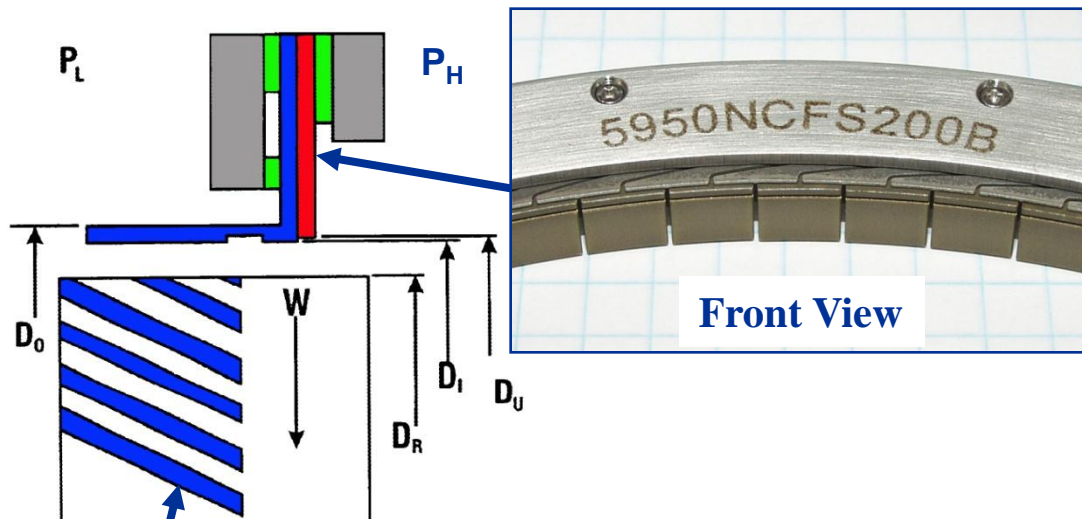 P_L
P_H
5950NCFS200B
W
Front View
D_O
D_I
D_U
D_R